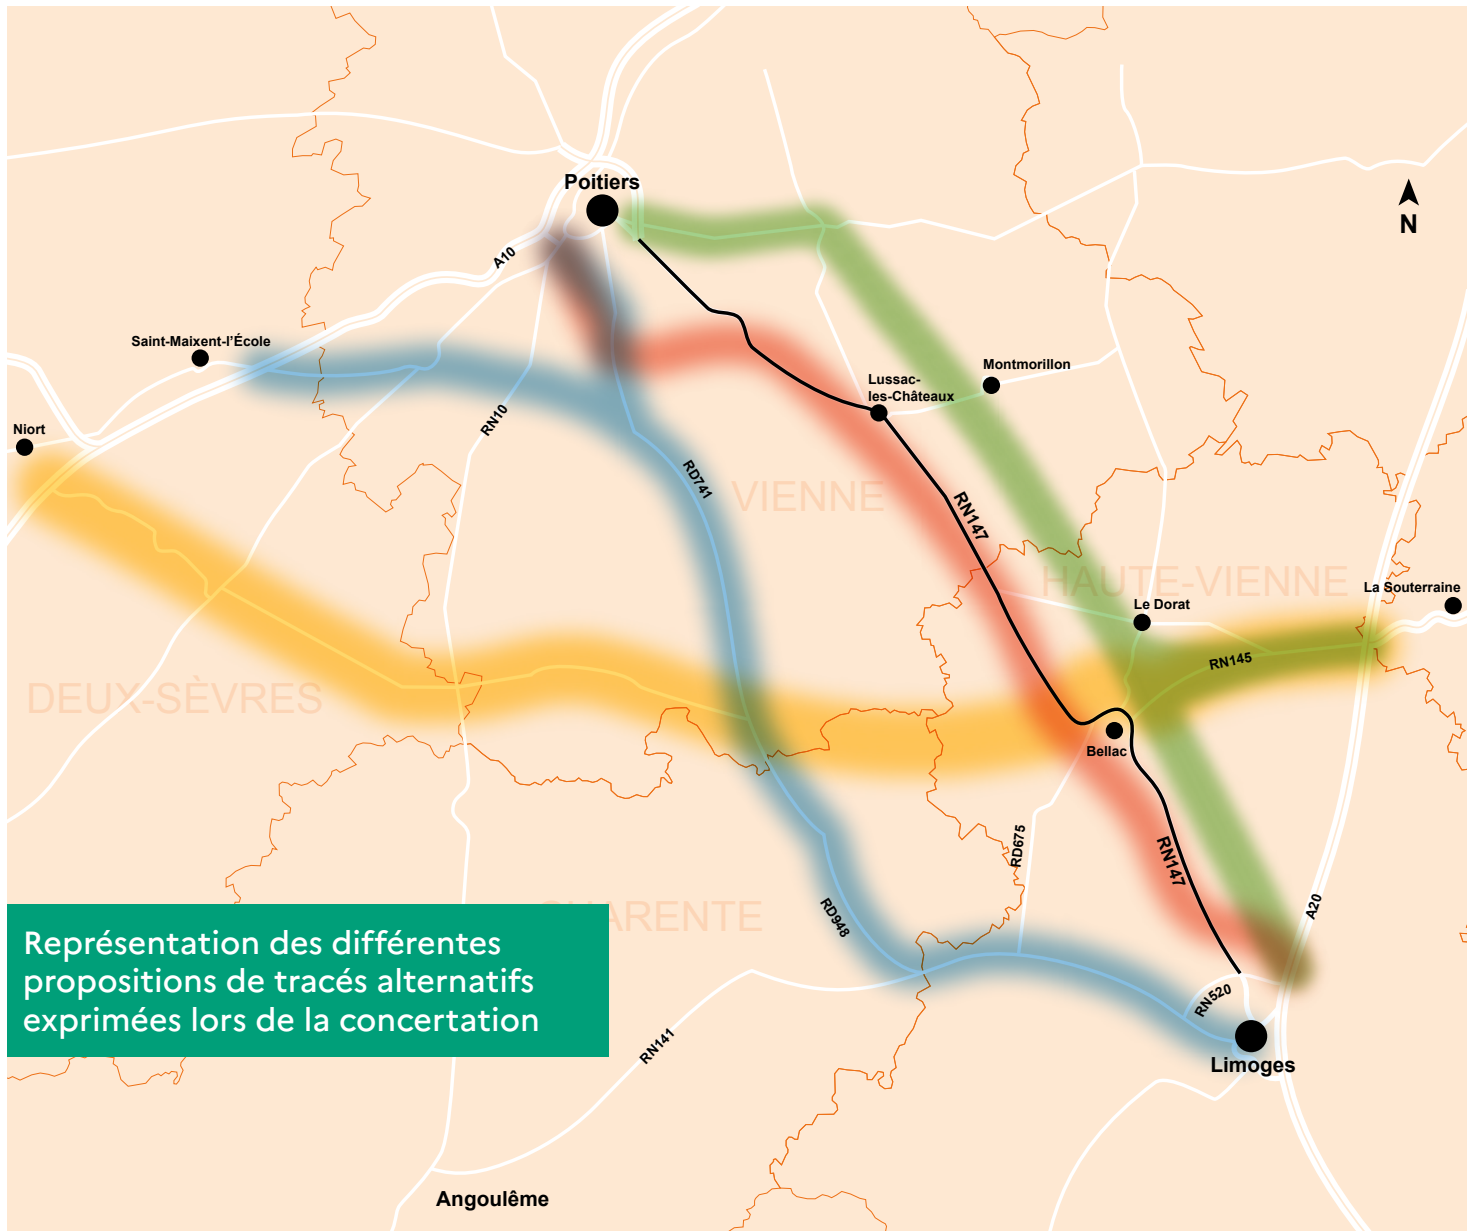 Poitiers
N
A10
Saint-Maixent-l'École
Montmorillon
Lussac-
les-Châteaux
RN10
Niort
RD741
VIENNE
RN147
HAUTE-VIENNE
La Souterraine
Le Dorat
RN145
DEUX-SÈVRES
Bellac
RD675
RN147
RD948
A20
CHARENTE
Représentation des différentes
propositions de tracés alternatifs
exprimées lors de la concertation
RN520
RN141
Limoges
Angoulême